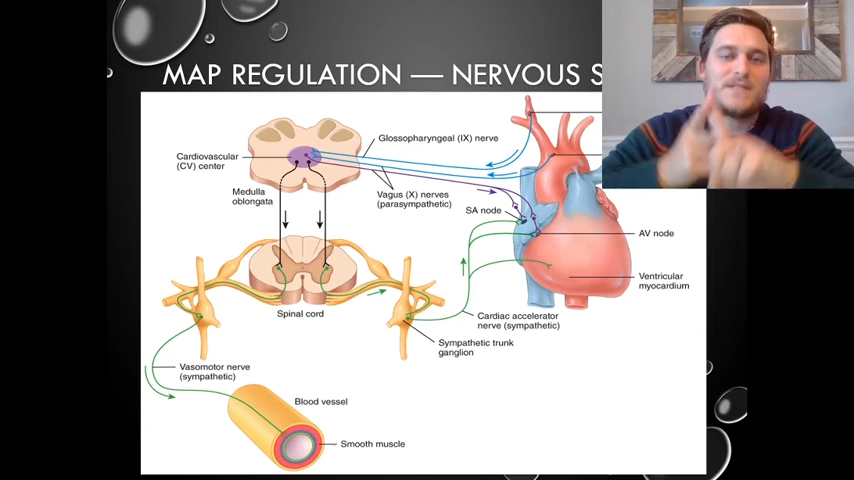 MAP REGULATION — NERVOUS S
Glossopharyngeal (IX) nerve
Cardiovascular
(CV) center
Medulla
oblongata
Vagus (X) nerves
(parasympathetic)
SA node
AV node
Ventricular
myocardium
Spinal cord
Cardiac accelerator
nerve (sympathetic)
Sympathetic trunk
ganglion
Vasomotor nerve
(sympathetic)
Blood vessel
Smooth muscle